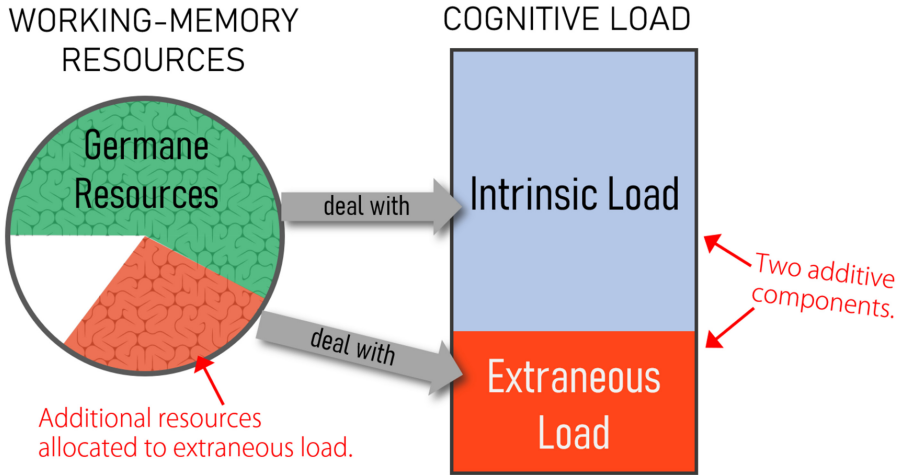 WORKING-MEMORY
RESOURCES
COGNITIVE LOAD
Germane
Resources
deal with
Intrinsic Load
Two additive
components.
deal with
Extraneous
Load
Additional resources
allocated to extraneous load.